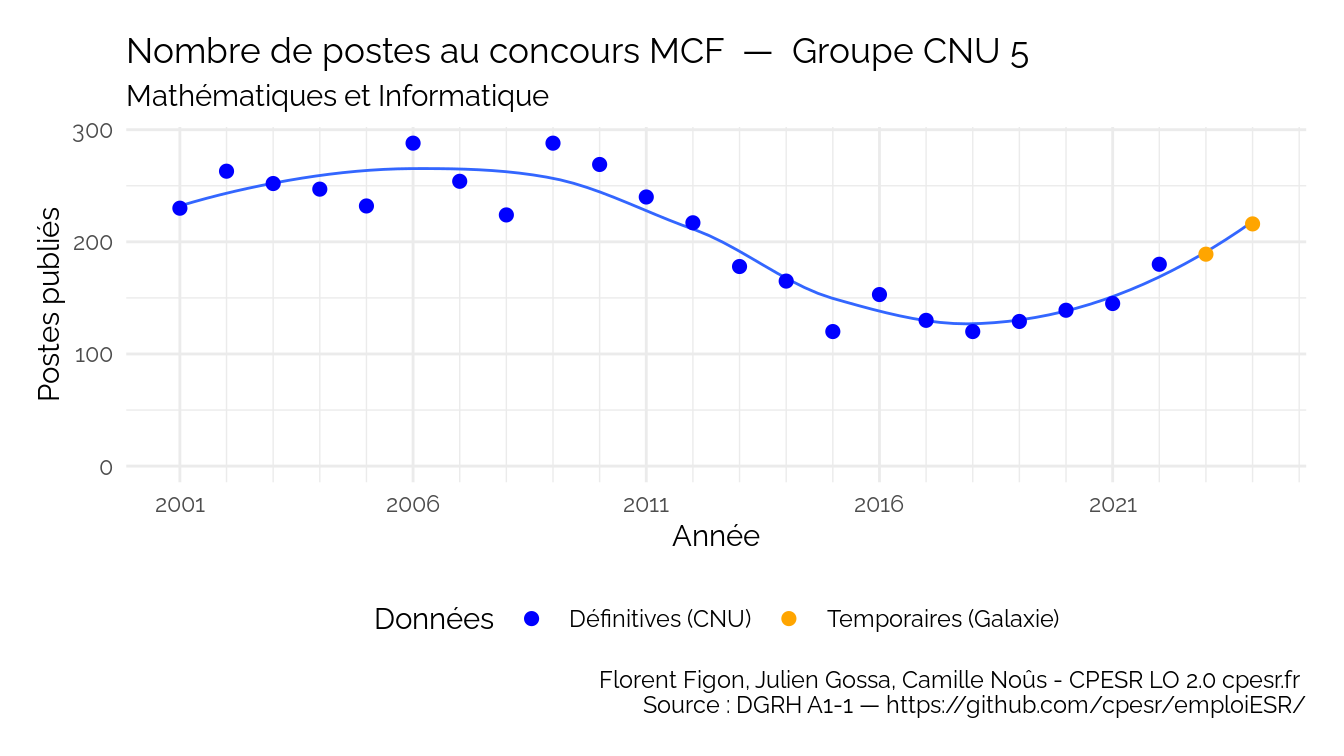 Nombre de postes au concours MCF — Groupe CNU 5
Mathématiques et Informatique
300
200
100
0
Postes publiés
2001 2006 2011 2016 2021
Année
Données Définitives (CNU) Temporaires (Galaxie)
Florent Figon, Julien Gossa, Camille Noûs - CPESR LO 2.0 cpesr.fr
Source : DGRH A1-1 — https://github.com/cpesr/emploiESR/